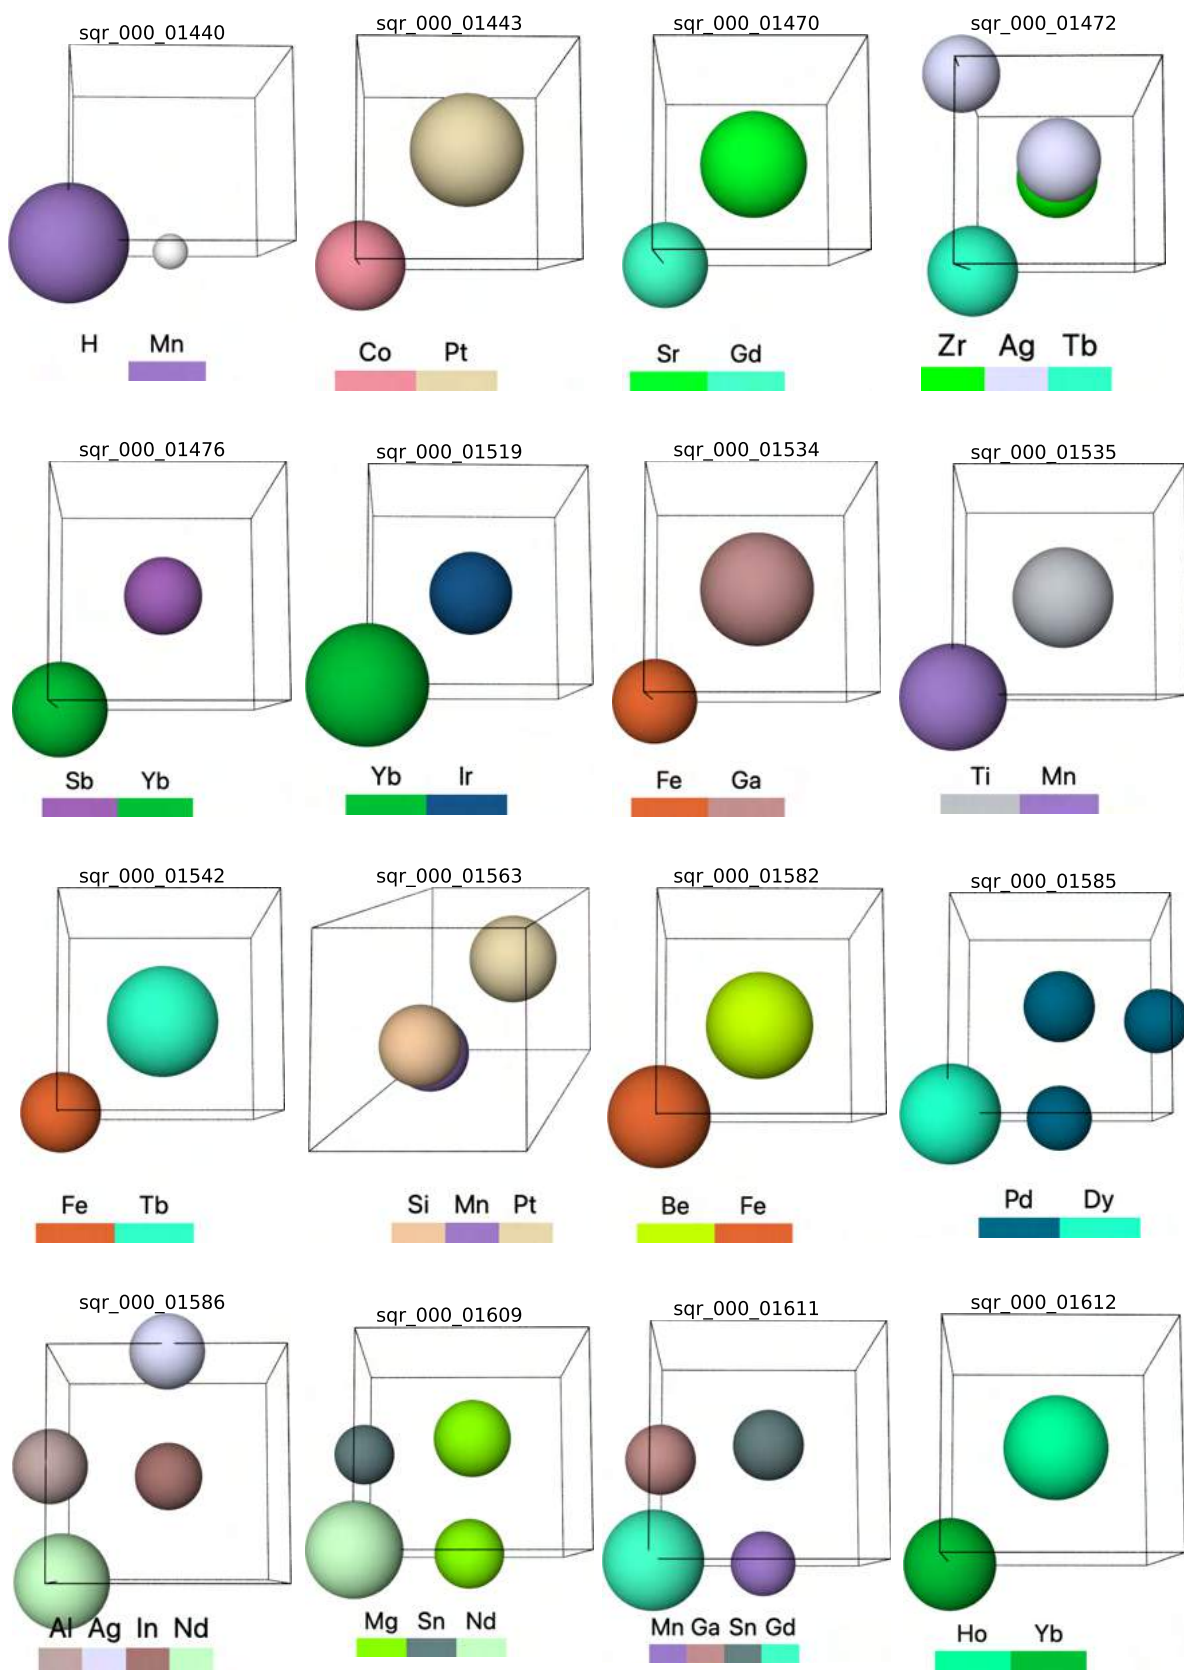 sqr_000_01440
sqr_000_01443
sqr_000_01470
sqr_000_01472
H Mn
Co Pt
Sr Gd
Zr Ag Tb
sqr_000_01476
sqr_000_01519
sqr_000_01534
sqr_000_01535
Sb Yb
Yb Ir
Fe Ga
Ti Mn
sqr_000_01542
sqr_000_01563
sqr_000_01582
sqr_000_01585
Fe Tb
Si Mn Pt
Be Fe
Pd Dy
sqr_000_01586
sqr_000_01609
sqr_000_01611
sqr_000_01612
Al Ag In Nd
Mg Sn Nd
Mn Ga Sn Gd
Ho Yb